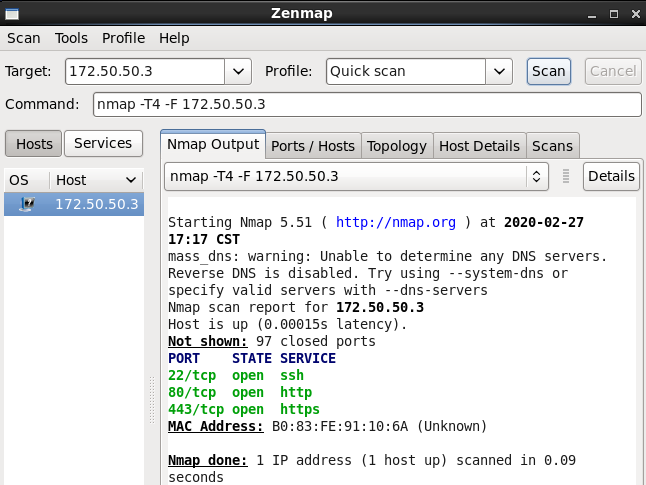 Zenmap
Scan Tools Profile Help
Target: 172.50.50.3 Profile: Quick scan Scan Cancel
Command: nmap -T4 -F 172.50.50.3
Hosts Services
Nmap Output Ports / Hosts Topology Host Details Scans
OS Host
nmap -T4 -F 172.50.50.3 Details
172.50.50.3
Starting Nmap 5.51 ( http://nmap.org ) at 2020-02-27
17:17 CST
mass_dns: warning: Unable to determine any DNS servers.
Reverse DNS is disabled. Try using --system-dns or
specify valid servers with --dns-servers
Nmap scan report for 172.50.50.3
Host is up (0.00015s latency).
Not shown: 97 closed ports
PORT STATE SERVICE
22/tcp open ssh
80/tcp open http
443/tcp open https
MAC Address: B0:83:FE:91:10:6A (Unknown)
Nmap done: 1 IP address (1 host up) scanned in 0.09
seconds